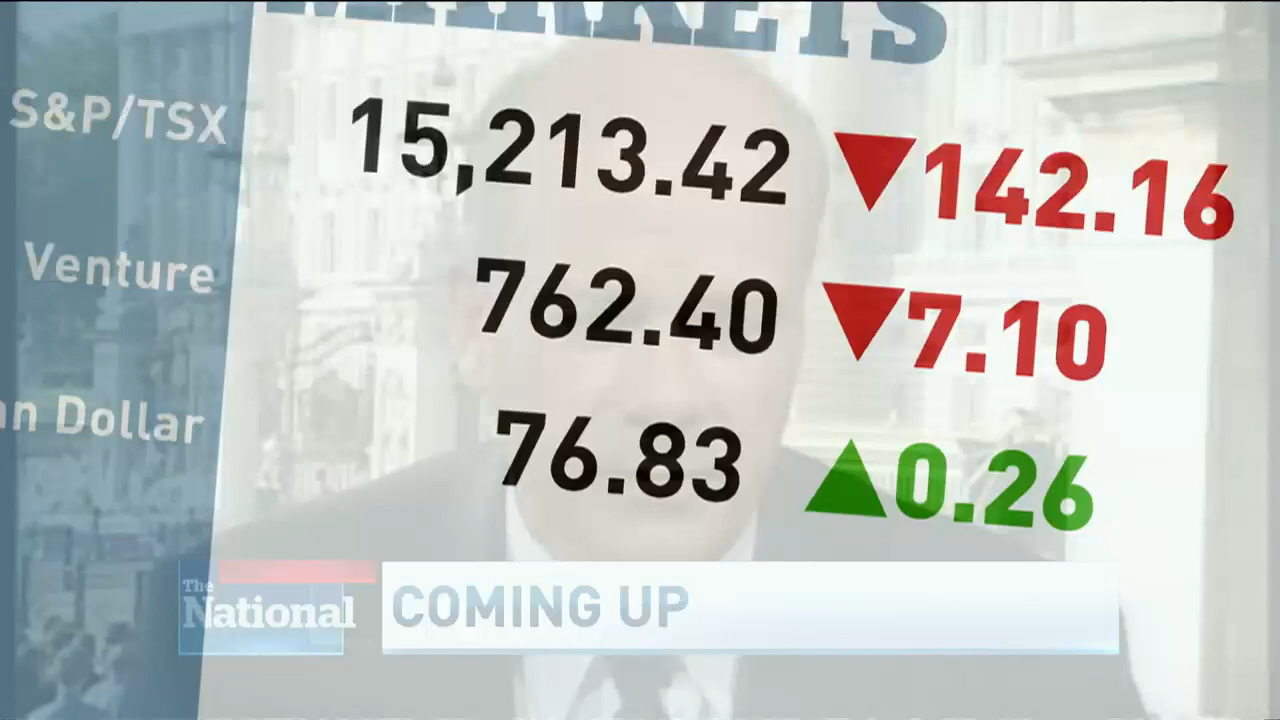 MARKETS
S&P/TSX 15,213.42 ▼142.16
Venture 762.40 ▼7.10
an Dollar 76.83 ▲0.26
The National
COMING UP